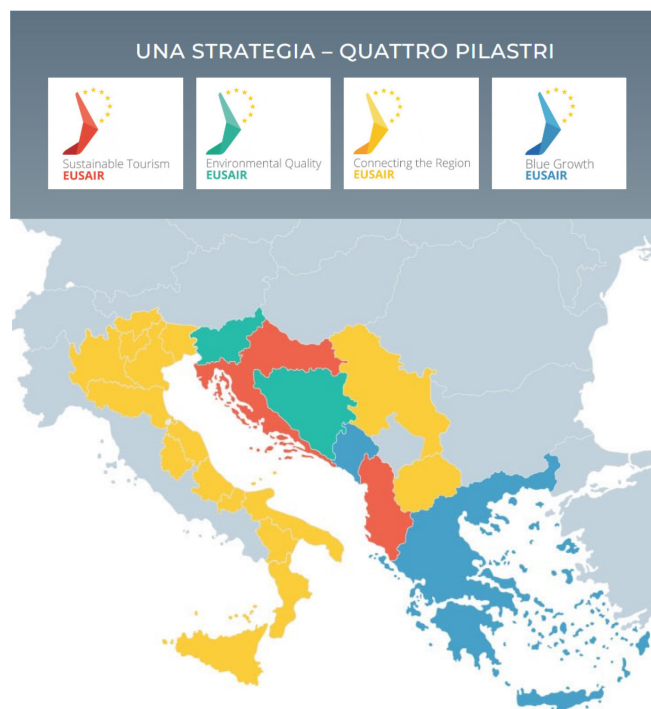 UNA STRATEGIA – QUATTRO PILASTRI
Sustainable Tourism
EUSAIR
Environmental Quality
EUSAIR
Connecting the Region
EUSAIR
Blue Growth
EUSAIR